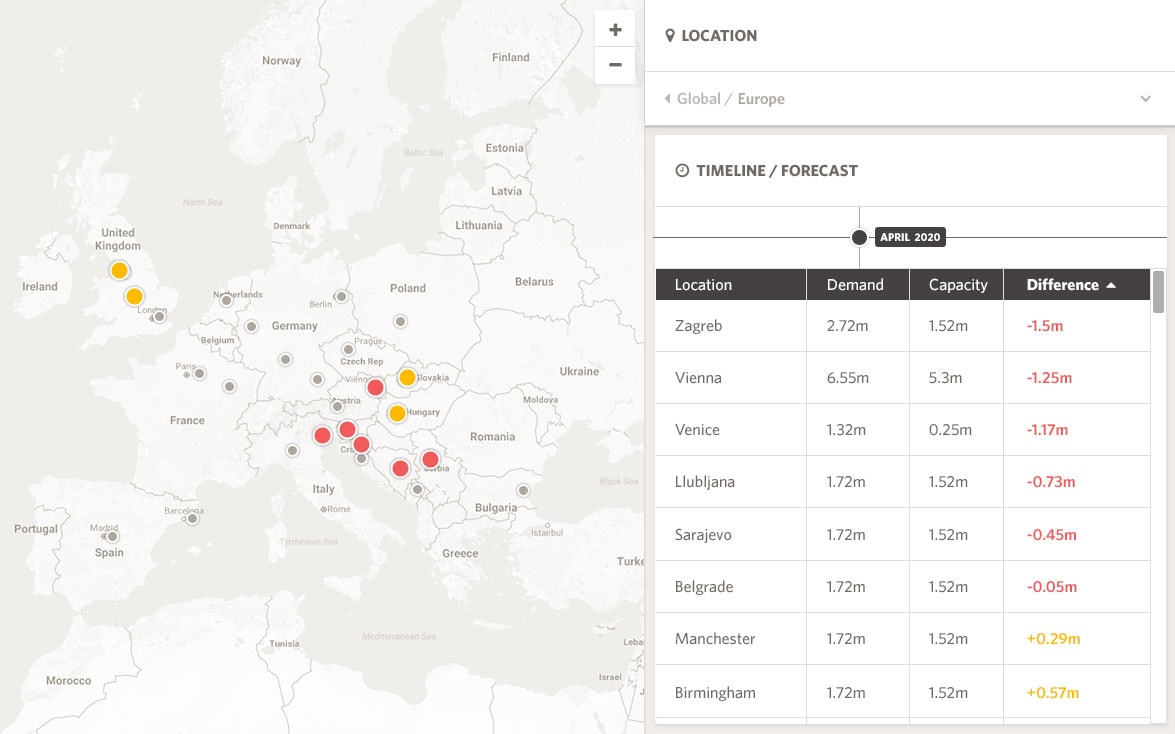 Norway
Finland
Estonia
Baltic Sea
Latvia
North Sea
Denmark
Lithuania
United
Kingdom
Ireland
Netherlands
London
Berlin
Poland
Belarus
Germany
Belgium
Prague
Czech Rep
Paris
Ukraine
Vienna
Slovakia
Austria
Moldova
France
Hungary
Romania
Italy
Black Sea
Rome
Bulgaria
Barcelona
Portugal
Madrid
Spain
Istanbul
Tyrrhenian Sea
Greece
Turke
Mediterranean Sea
Tunisia
Leba
Israel
Morocco
+
−
LOCATION
Global / Europe
TIMELINE / FORECAST
APRIL 2020
Location Demand Capacity Difference
Zagreb 2.72m 1.52m -1.5m
Vienna 6.55m 5.3m -1.25m
Venice 1.32m 0.25m -1.17m
Llubljana 1.72m 1.52m -0.73m
Sarajevo 1.72m 1.52m -0.45m
Belgrade 1.72m 1.52m -0.05m
Manchester 1.72m 1.52m +0.29m
Birmingham 1.72m 1.52m +0.57m